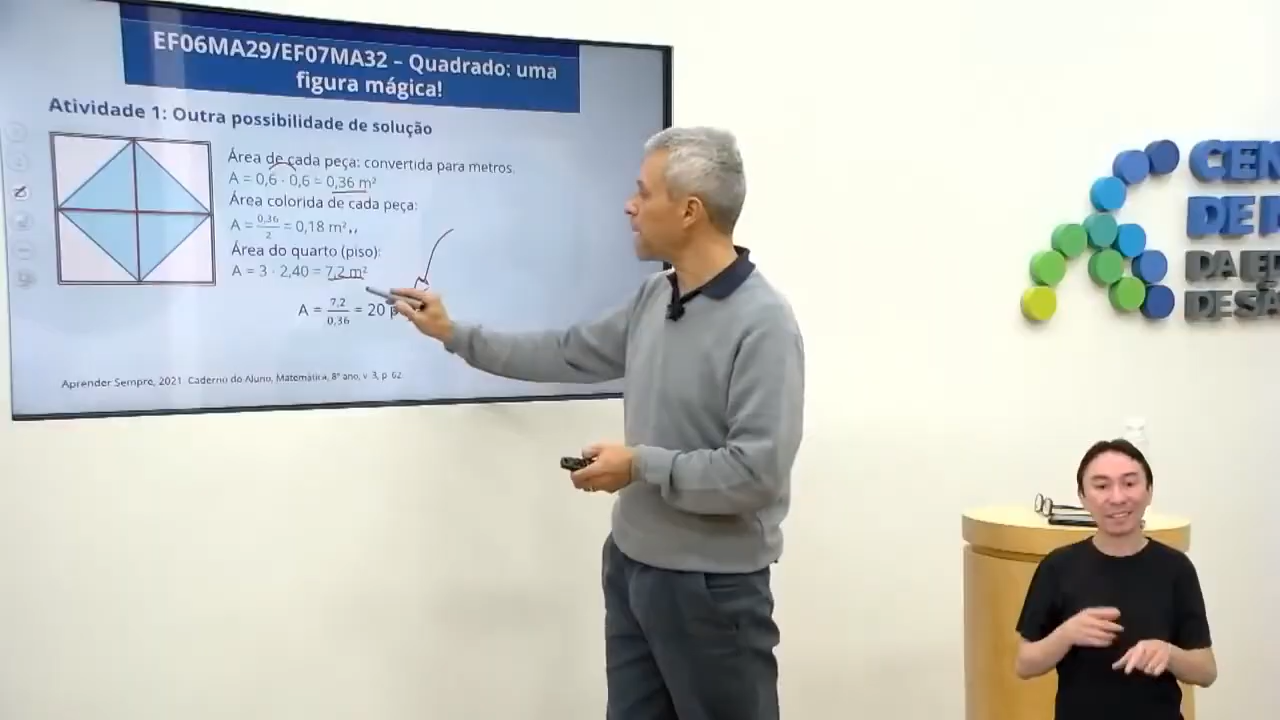 EF06MA29/EF07MA32 – Quadrado: uma
figura mágica!
Atividade 1: Outra possibilidade de solução
Área de cada peça: convertida para metros.
A = 0,6 · 0,6 = 0,36 m²
Área colorida de cada peça:
A = 0,36/2 = 0,18 m²
Área do quarto (piso):
A = 3 · 2,40 = 7,2 m²
A = 7,2/0,36 = 20 p
Aprender Sempre, 2021. Caderno do Aluno, Matemática, 8º ano, v. 3, p. 62.
CEN
DE
DA ED
DE SÃ